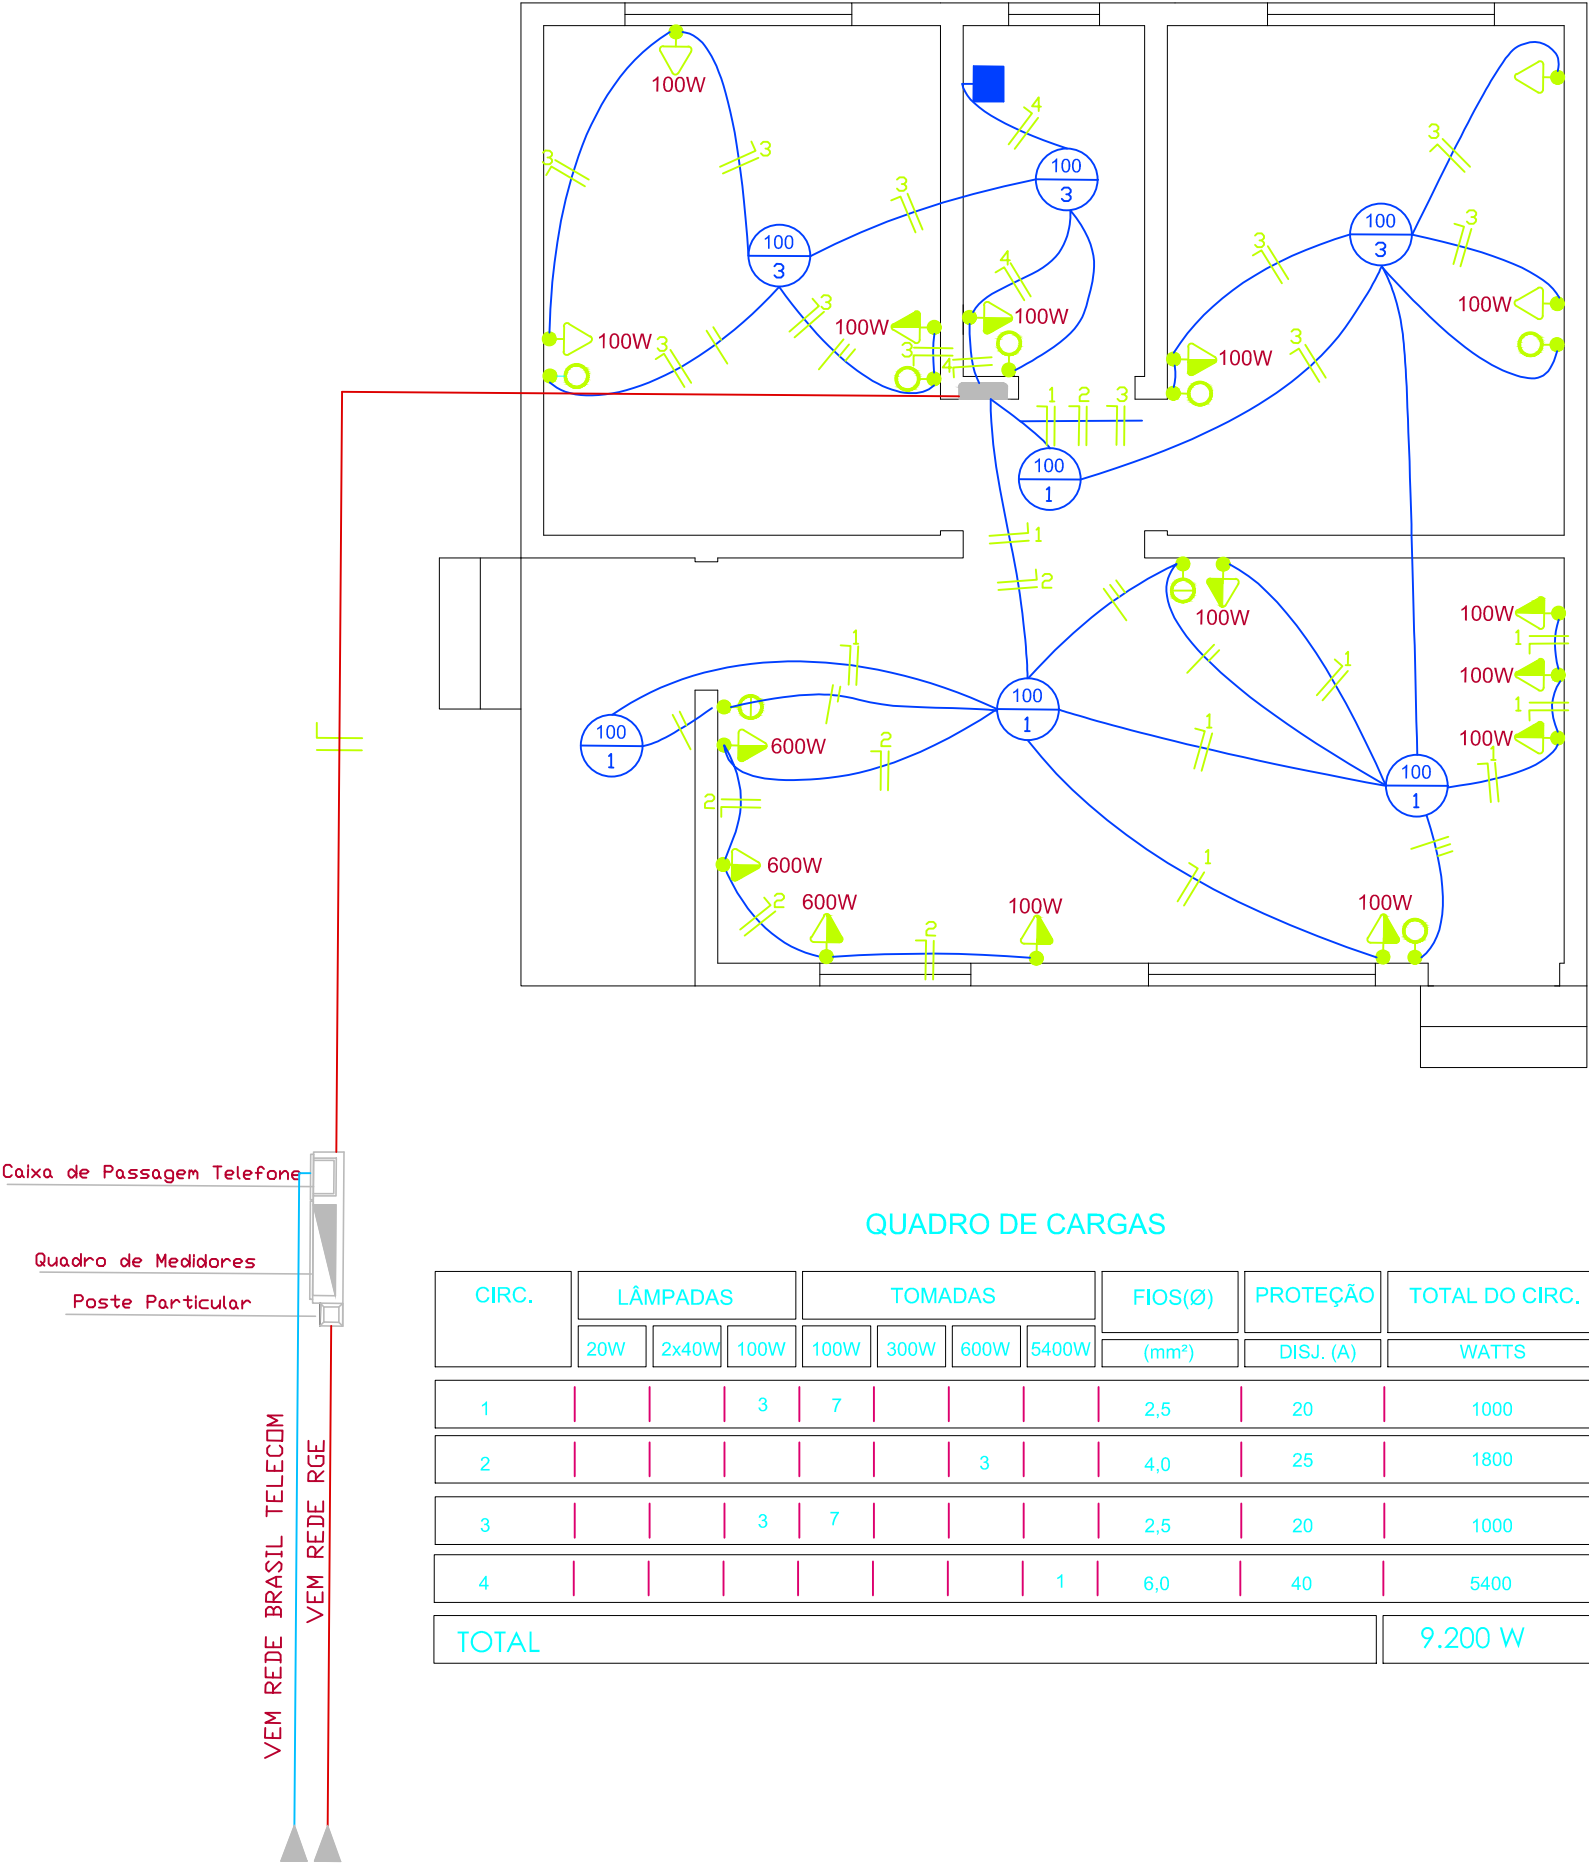 100W
4
3
3
3
3
100
3
3
100
3
100
3
3
3
4
3
100W
100W
100W
100W
3
100W
3
3
3
4
1 2 3
100
1
1
2
100W
100W
1
1
1
100W
1
100
1
100
1
600W
2
1
100W
1
100
1
2
600W
1
2
600W
100W
100W
2
Caixa de Passagem Telefone
Quadro de Medidores
Poste Particular
VEM REDE BRASIL TELECOM
VEM REDE RGE
QUADRO DE CARGAS
CIRC. LÂMPADAS TOMADAS FIOS(Ø) PROTEÇÃO TOTAL DO CIRC.
20W 2x40W 100W 100W 300W 600W 5400W (mm²) DISJ. (A) WATTS
1 3 7 2,5 20 1000
2 3 4,0 25 1800
3 3 7 2,5 20 1000
4 1 6,0 40 5400
TOTAL 9.200 W